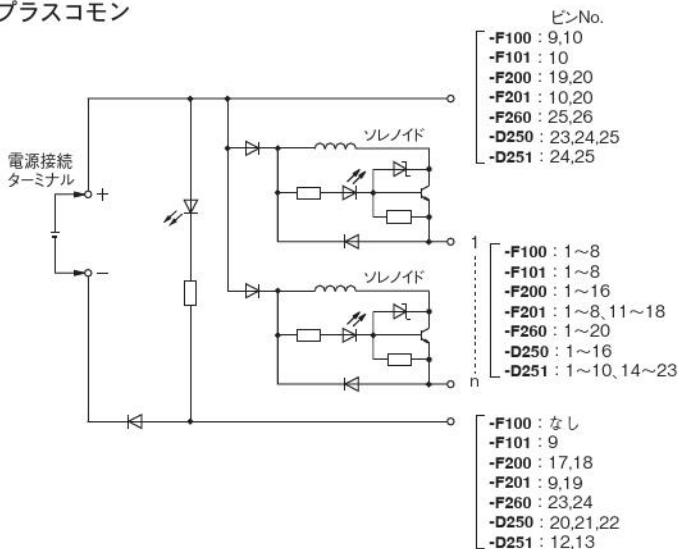 プラスコモン
ピンNo.
-F100：9,10
-F101：10
-F200：19,20
-F201：10,20
-F260：25,26
-D250：23,24,25
-D251：24,25
電源接続
ターミナル
+
−
ソレノイド
1
-F100：1～8
-F101：1～8
-F200：1～16
-F201：1～8、11～18
-F260：1～20
-D250：1～16
-D251：1～10、14～23
ソレノイド
n
-F100：なし
-F101：9
-F200：17,18
-F201：9,19
-F260：23,24
-D250：20,21,22
-D251：12,13